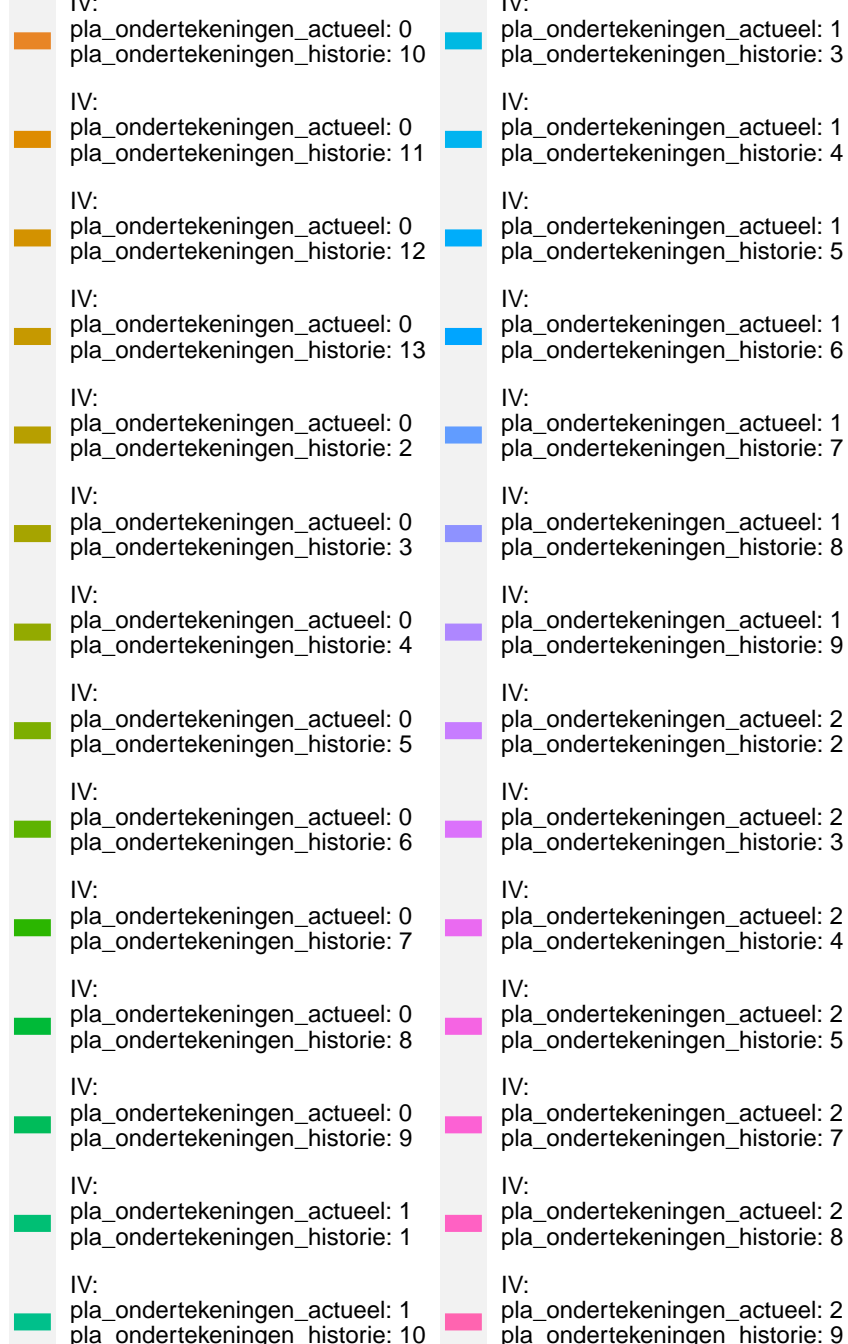 IV:
pla_ondertekeningen_actueel: 0
pla_ondertekeningen_historie: 10
IV:
pla_ondertekeningen_actueel: 0
pla_ondertekeningen_historie: 11
IV:
pla_ondertekeningen_actueel: 0
pla_ondertekeningen_historie: 12
IV:
pla_ondertekeningen_actueel: 0
pla_ondertekeningen_historie: 13
IV:
pla_ondertekeningen_actueel: 0
pla_ondertekeningen_historie: 2
IV:
pla_ondertekeningen_actueel: 0
pla_ondertekeningen_historie: 3
IV:
pla_ondertekeningen_actueel: 0
pla_ondertekeningen_historie: 4
IV:
pla_ondertekeningen_actueel: 0
pla_ondertekeningen_historie: 5
IV:
pla_ondertekeningen_actueel: 0
pla_ondertekeningen_historie: 6
IV:
pla_ondertekeningen_actueel: 0
pla_ondertekeningen_historie: 7
IV:
pla_ondertekeningen_actueel: 0
pla_ondertekeningen_historie: 8
IV:
pla_ondertekeningen_actueel: 0
pla_ondertekeningen_historie: 9
IV:
pla_ondertekeningen_actueel: 1
pla_ondertekeningen_historie: 1
IV:
pla_ondertekeningen_actueel: 1
pla_ondertekeningen_historie: 10
IV:
pla_ondertekeningen_actueel: 1
pla_ondertekeningen_historie: 3
IV:
pla_ondertekeningen_actueel: 1
pla_ondertekeningen_historie: 4
IV:
pla_ondertekeningen_actueel: 1
pla_ondertekeningen_historie: 5
IV:
pla_ondertekeningen_actueel: 1
pla_ondertekeningen_historie: 6
IV:
pla_ondertekeningen_actueel: 1
pla_ondertekeningen_historie: 7
IV:
pla_ondertekeningen_actueel: 1
pla_ondertekeningen_historie: 8
IV:
pla_ondertekeningen_actueel: 1
pla_ondertekeningen_historie: 9
IV:
pla_ondertekeningen_actueel: 2
pla_ondertekeningen_historie: 2
IV:
pla_ondertekeningen_actueel: 2
pla_ondertekeningen_historie: 3
IV:
pla_ondertekeningen_actueel: 2
pla_ondertekeningen_historie: 4
IV:
pla_ondertekeningen_actueel: 2
pla_ondertekeningen_historie: 5
IV:
pla_ondertekeningen_actueel: 2
pla_ondertekeningen_historie: 7
IV:
pla_ondertekeningen_actueel: 2
pla_ondertekeningen_historie: 8
IV:
pla_ondertekeningen_actueel: 2
pla_ondertekeningen_historie: 9